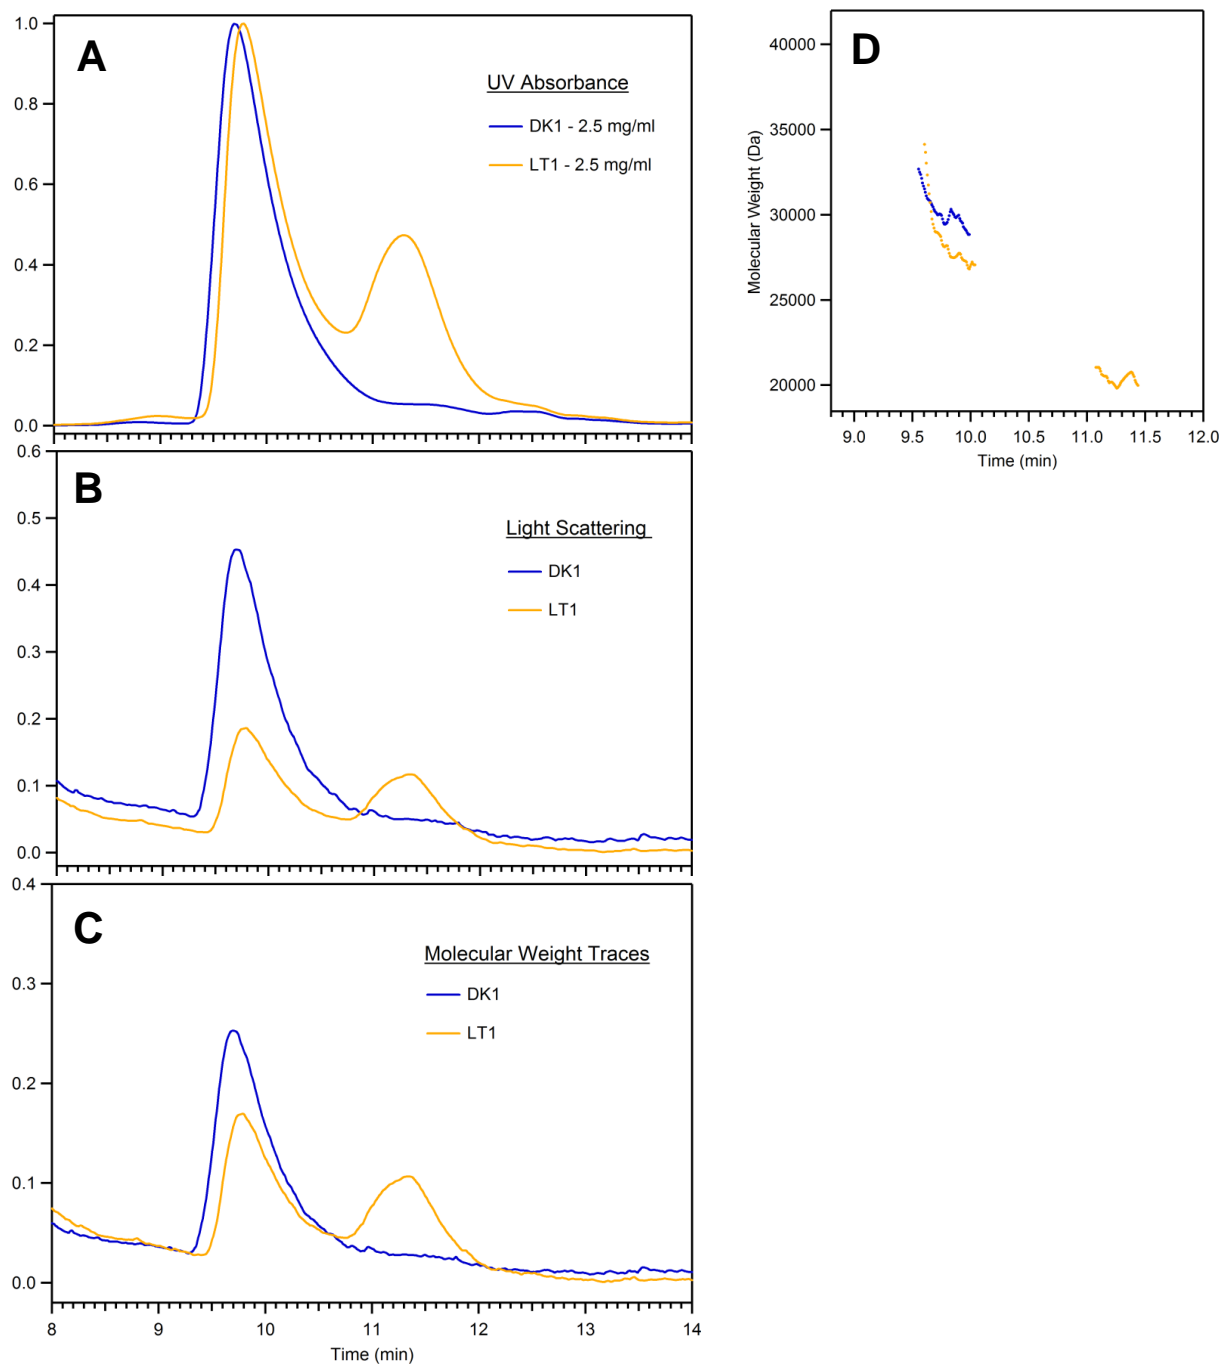 A
UV Absorbance
DK1 - 2.5 mg/ml
LT1 - 2.5 mg/ml
1.0
0.8
0.6
0.4
0.2
0.0
B
Light Scattering
DK1
LT1
0.6
0.5
0.4
0.3
0.2
0.1
0.0
C
Molecular Weight Traces
DK1
LT1
0.4
0.3
0.2
0.1
0.0
8 9 10 11 12 13 14
Time (min)
D
Molecular Weight (Da)
40000
35000
30000
25000
20000
9.0 9.5 10.0 10.5 11.0 11.5 12.0
Time (min)